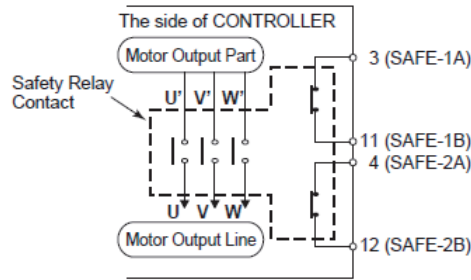 The side of CONTROLLER
Motor Output Part
3 (SAFE-1A)
Safety Relay
Contact
U' V' W'
11 (SAFE-1B)
4 (SAFE-2A)
U V W
Motor Output Line
12 (SAFE-2B)